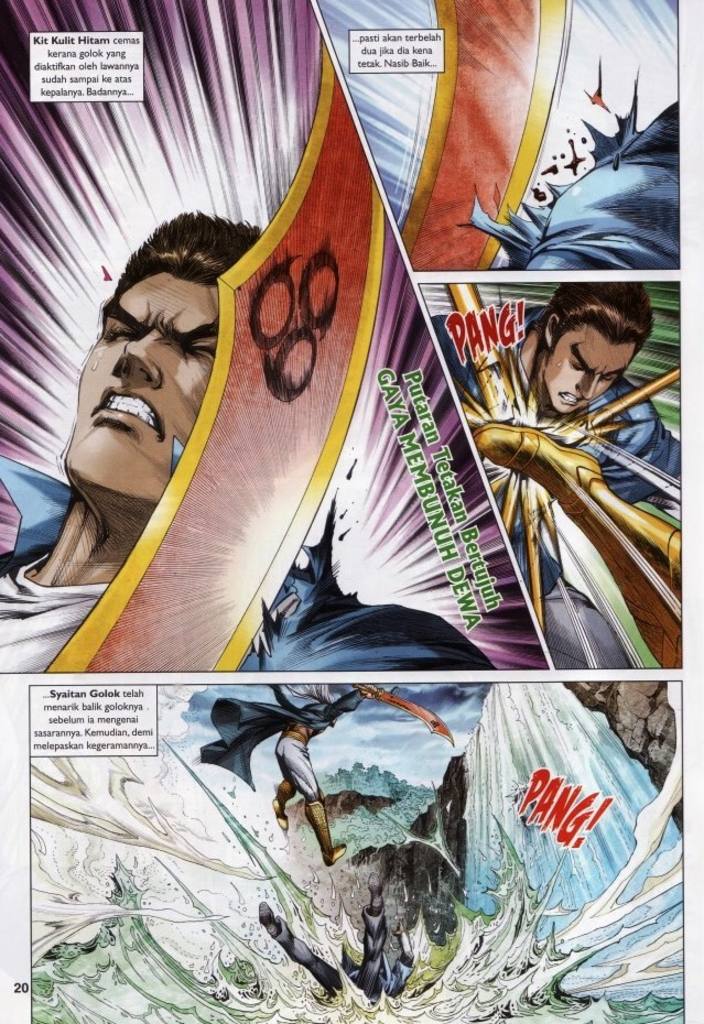 Kit Kulit Hitam cemas
kerana golok yang
diaktifkan oleh lawannya
sudah sampai ke atas
kepalanya. Badannya...
...pasti akan terbelah
dua jika dia kena
tetak. Nasib Baik...
PANG!
Putaran Tetakan Bertujuh
GAYA MEMBUNUH DEWA
...Syaitan Golok telah
menarik balik goloknya
sebelum ia mengenai
sasarannya. Kemudian, demi
melepaskan kegeramannya...
PANG!
20